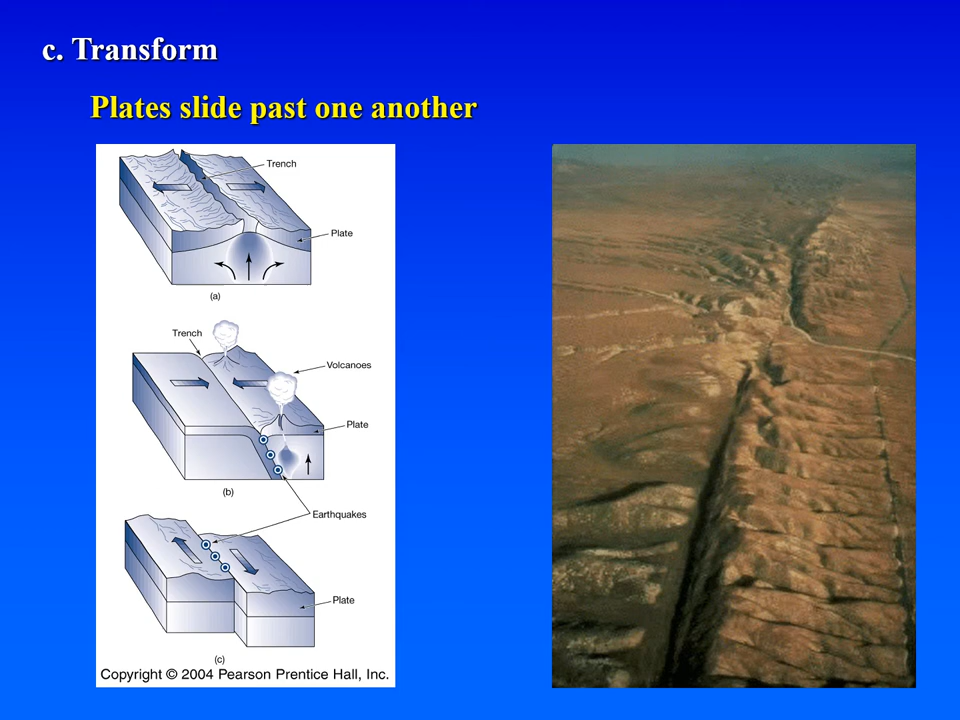 c. Transform
Plates slide past one another
Trench
Plate
(a)
Trench
Volcanoes
Plate
(b)
Earthquakes
Plate
(c)
Copyright © 2004 Pearson Prentice Hall, Inc.